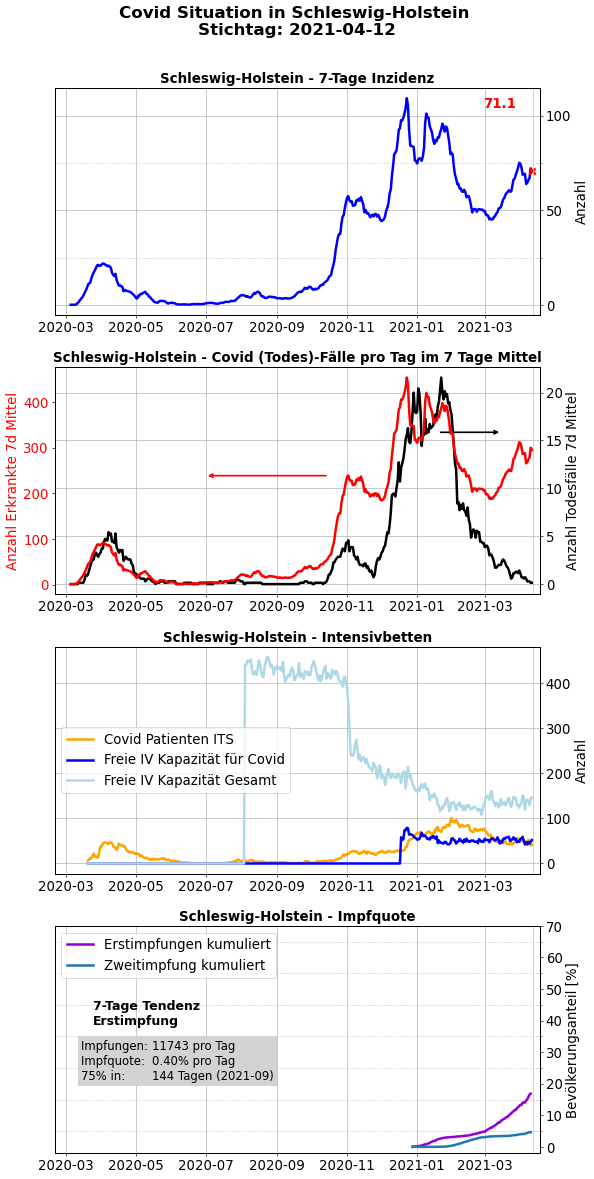 Covid Situation in Schleswig-Holstein
Stichtag: 2021-04-12
Schleswig-Holstein - 7-Tage Inzidenz
71.1
100
50
0
Anzahl
2020-03 2020-05 2020-07 2020-09 2020-11 2021-01 2021-03
Schleswig-Holstein - Covid (Todes)-Fälle pro Tag im 7 Tage Mittel
Anzahl Erkrankte 7d Mittel
400
300
200
100
0
20
15
10
5
0
Anzahl Todesfälle 7d Mittel
2020-03 2020-05 2020-07 2020-09 2020-11 2021-01 2021-03
Schleswig-Holstein - Intensivbetten
Covid Patienten ITS
Freie IV Kapazität für Covid
Freie IV Kapazität Gesamt
400
300
200
100
0
Anzahl
2020-03 2020-05 2020-07 2020-09 2020-11 2021-01 2021-03
Schleswig-Holstein - Impfquote
Erstimpfungen kumuliert
Zweitimpfung kumuliert
7-Tage Tendenz
Erstimpfung
Impfungen: 11743 pro Tag
Impfquote: 0.40% pro Tag
75% in: 144 Tagen (2021-09)
70
60
50
40
30
20
10
0
Bevölkerungsanteil [%]
2020-03 2020-05 2020-07 2020-09 2020-11 2021-01 2021-03